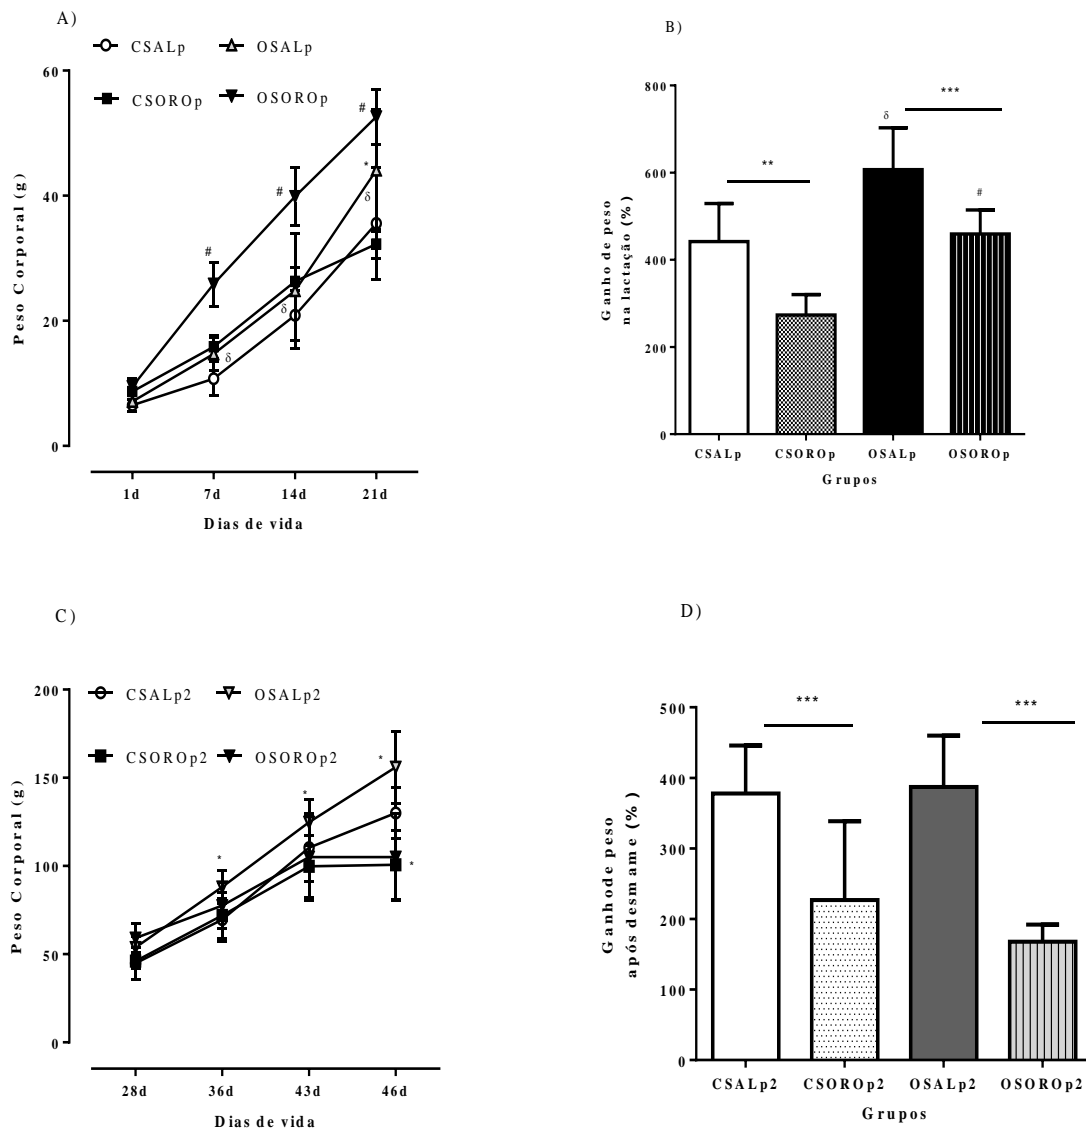 A)
CSALp
OSALp
CSOROp
OSOROp
60
40
20
0
Peso Corporal (g)
#
#
#
*
δ
δ
δ
1d
7d
14d
21d
Dias de vida
B)
800
600
400
200
0
Ganho de peso
na lactação (%)
**
δ
***
#
CSALp
CSOROp
OSALp
OSOROp
Grupos
C)
CSALp2
OSALp2
CSOROp2
OSOROp2
200
150
100
50
0
Peso Corporal (g)
*
*
*
*
28d
36d
43d
46d
Dias de vida
D)
500
400
300
200
100
0
Ganhode peso
após desmame (%)
***
***
CSALp2
CSOROp2
OSALp2
OSOROp2
Grupos